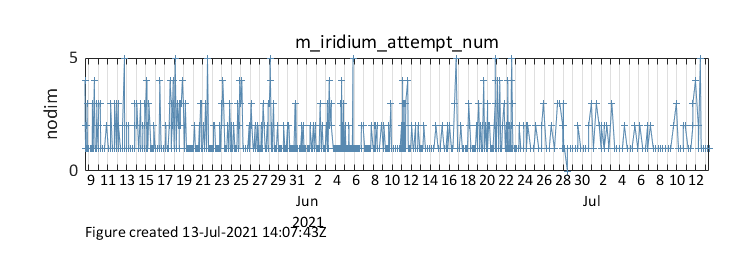 m_iridium_attempt_num
5
nodim
0
9 11 13 15 17 19 21 23 25 27 29 31 2 4 6 8 10 12 14 16 18 20 22 24 26 28 30 2 4 6 8 10 12
Jun Jul
2021
Figure created 13-Jul-2021 14:07:43Z